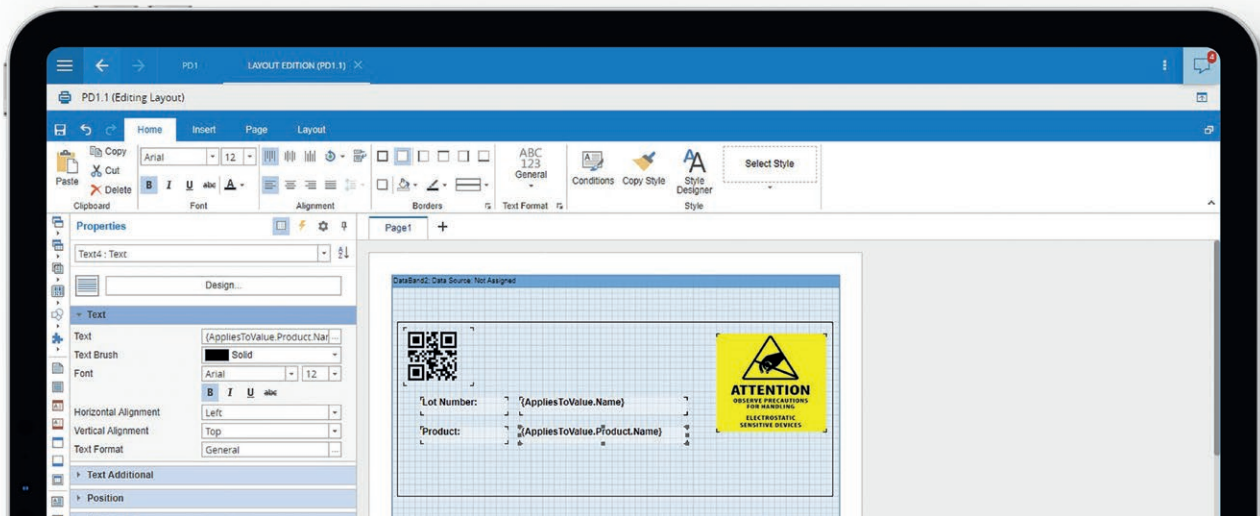 PD1 LAYOUT EDITION (PD1.1) 4
PD1.1 (Editing Layout)
Home Insert Page Layout
Paste Copy Cut Delete
Clipboard
Arial 12
B I U abc A
Font
Alignment
Borders
ABC
123
General
Text Format
Conditions Copy Style Style Designer
Style
Select Style
Properties
Page1 +
Text4 : Text
Design...
Text
Text {AppliesToValue.Product.Nar ...
Text Brush Solid
Font Arial 12
B I U abc
Horizontal Alignment Left
Vertical Alignment Top
Text Format General ...
Text Additional
Position
DataBand2; Data Source: Not Assigned
Lot Number: {AppliesToValue.Name}
Product: {AppliesToValue.Product.Name}
ATTENTION
OBSERVE PRECAUTIONS
FOR HANDLING
ELECTROSTATIC
SENSITIVE DEVICES